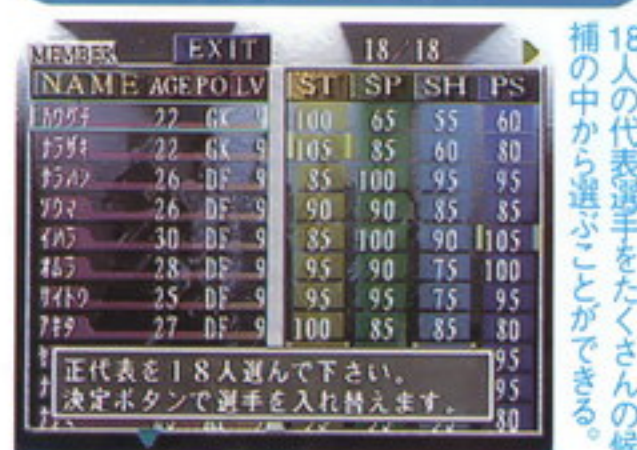 18人の代表選手をたくさんの候
補の中から選ぶことができる。
MEMBER EXIT 18/18
NAME AGE PO LV ST SP SH PS
カワグチ 22 GK 9 100 65 55 60
ナラザキ 22 GK 9 105 85 60 80
26 DF 9 85 100 95 95
ソウマ 26 DF 9 90 90 85 85
イハラ 30 DF 9 85 100 90 105
オムラ 28 DF 9 95 90 75 100
サイトウ 25 DF 9 95 95 75 95
アキタ 27 DF 9 100 85 85 80
95
95
80
正代表を18人選んで下さい。
決定ボタンで選手を入れ替えます。